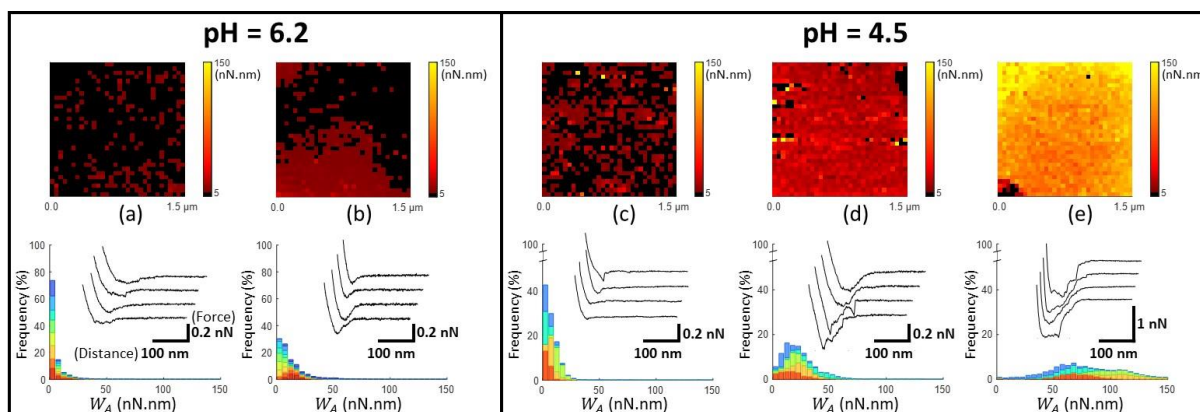 pH = 6.2
150
(nN.nm)
5
0.0
1.5 µm
(a)
150
(nN.nm)
5
0.0
1.5 µm
(b)
Frequency (%)
100
80
60
40
20
0
(Force)
0.2 nN
(Distance)
100 nm
0
50
100
150
W_A (nN.nm)
Frequency (%)
100
80
60
40
20
0
0.2 nN
100 nm
0
50
100
150
W_A (nN.nm)
pH = 4.5
150
(nN.nm)
5
0.0
1.5 µm
(c)
150
(nN.nm)
5
0.0
1.5 µm
(d)
150
(nN.nm)
5
0.0
1.5 µm
(e)
Frequency (%)
100
80
60
40
20
0
0.2 nN
100 nm
0
50
100
150
W_A (nN.nm)
Frequency (%)
100
60
40
20
0
0.2 nN
100 nm
0
50
100
150
W_A (nN.nm)
Frequency (%)
100
60
40
20
0
1 nN
100 nm
0
50
100
150
W_A (nN.nm)